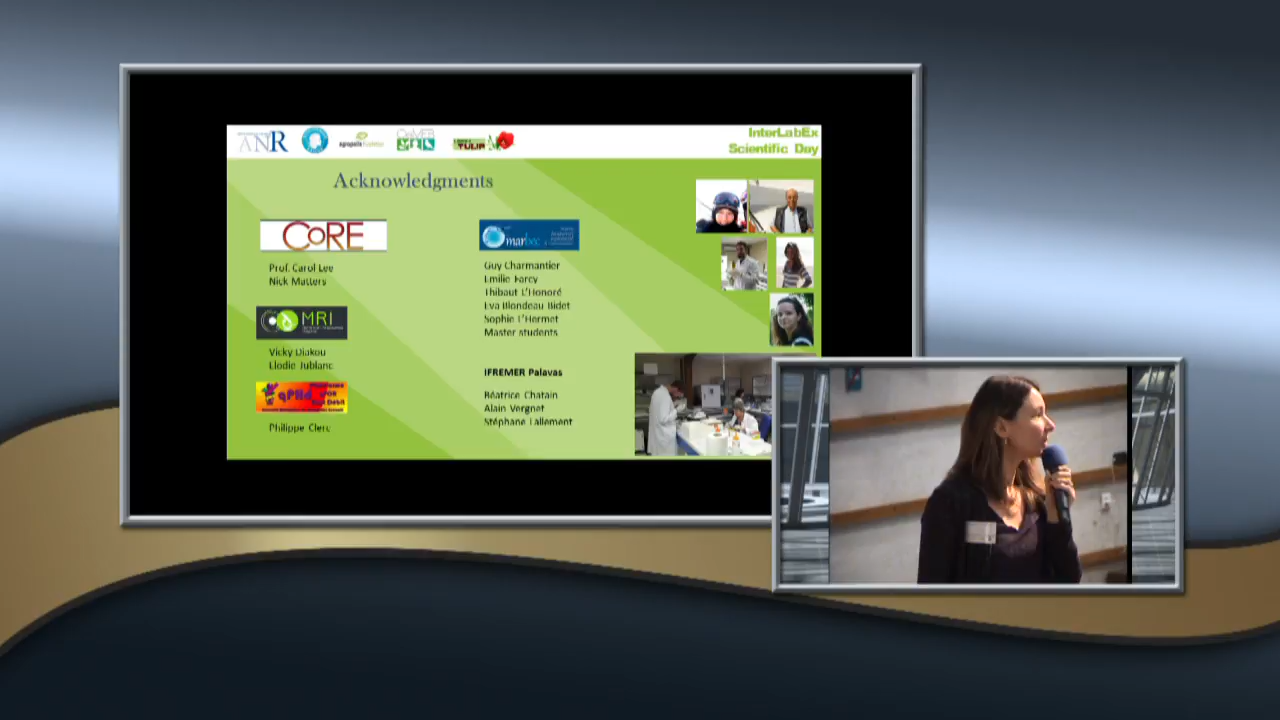 ANR
agropolis
CeMEB
TULIP
InterLabEx
Scientific Day
Acknowledgments
CoRE
Prof. Carol Lee
Nick Matters
MRI
Vicky Diakou
Elodie Jublanc
qPHd
Philippe Clerc
marbec
Guy Charmantier
Emilie Farcy
Thibaut L'Honoré
Eva Blondeau Bidet
Sophie L'Hermet
Master students
IFREMER Palavas
Béatrice Chatain
Alain Vergnet
Stéphane Lallement